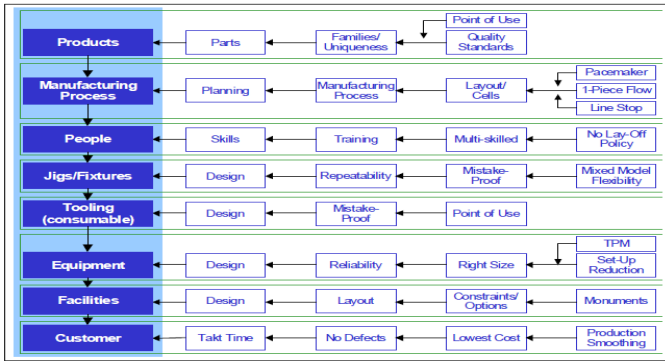 Point of Use
Products
Parts
Families/
Uniqueness
Quality
Standards
Pacemaker
Manufacturing
Process
Planning
Manufacturing
Process
Layout/
Cells
1-Piece Flow
Line Stop
People
Skills
Training
Multi-skilled
No Lay-Off
Policy
Jigs/Fixtures
Design
Repeatability
Mistake-
Proof
Mixed Model
Flexibility
Tooling
(consumable)
Design
Mistake-
Proof
Point of Use
TPM
Equipment
Design
Reliability
Right Size
Set-Up
Reduction
Facilities
Design
Layout
Constraints/
Options
Monuments
Customer
Takt Time
No Defects
Lowest Cost
Production
Smoothing